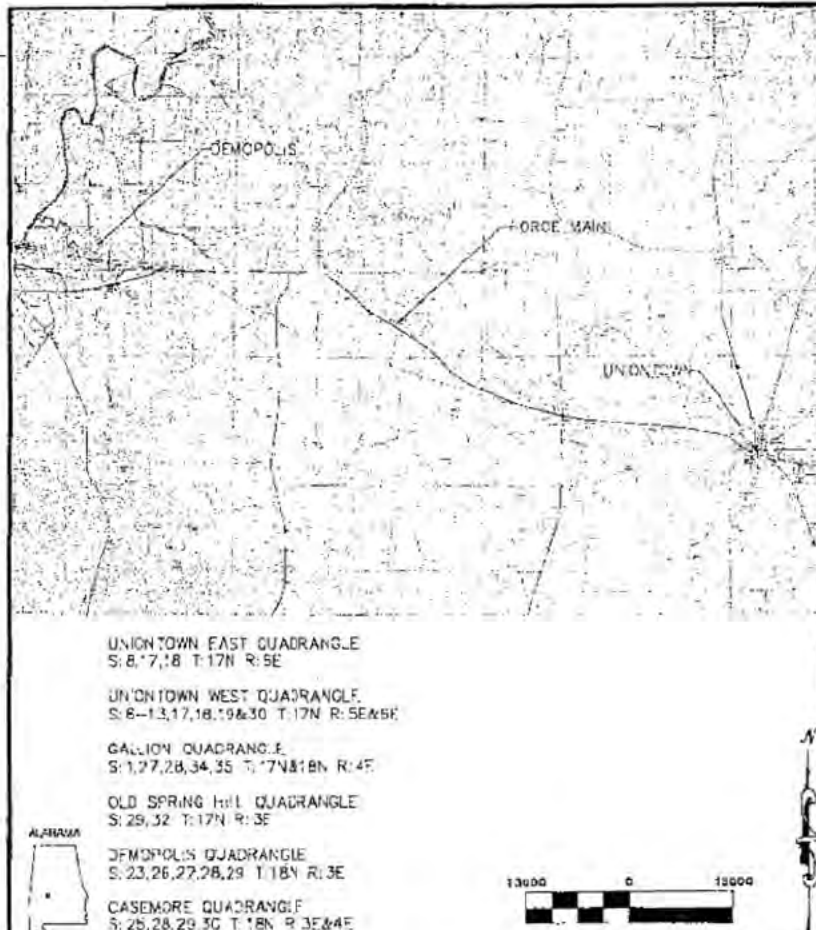 DEMOPOLIS
FORCE MAIN
UNIONTOWN
UNIONTOWN EAST QUADRANGLE
S: 8,17,18 T:17N R:5E
UNIONTOWN WEST QUADRANGLE
S: 6-13,17,18,19&30 T:17N R:5E&6E
GALLION QUADRANGLE
S: 1,27,28,34,35 T:17N&18N R:4E
OLD SPRING HILL QUADRANGLE
S: 29,32 T:17N R:3E
DEMOPOLIS QUADRANGLE
S: 23,26,27,28,29 T:18N R:3E
CASEMORE QUADRANGLE
S: 25,28,29,30 T:18N R:3E&4E
ALABAMA
N
0